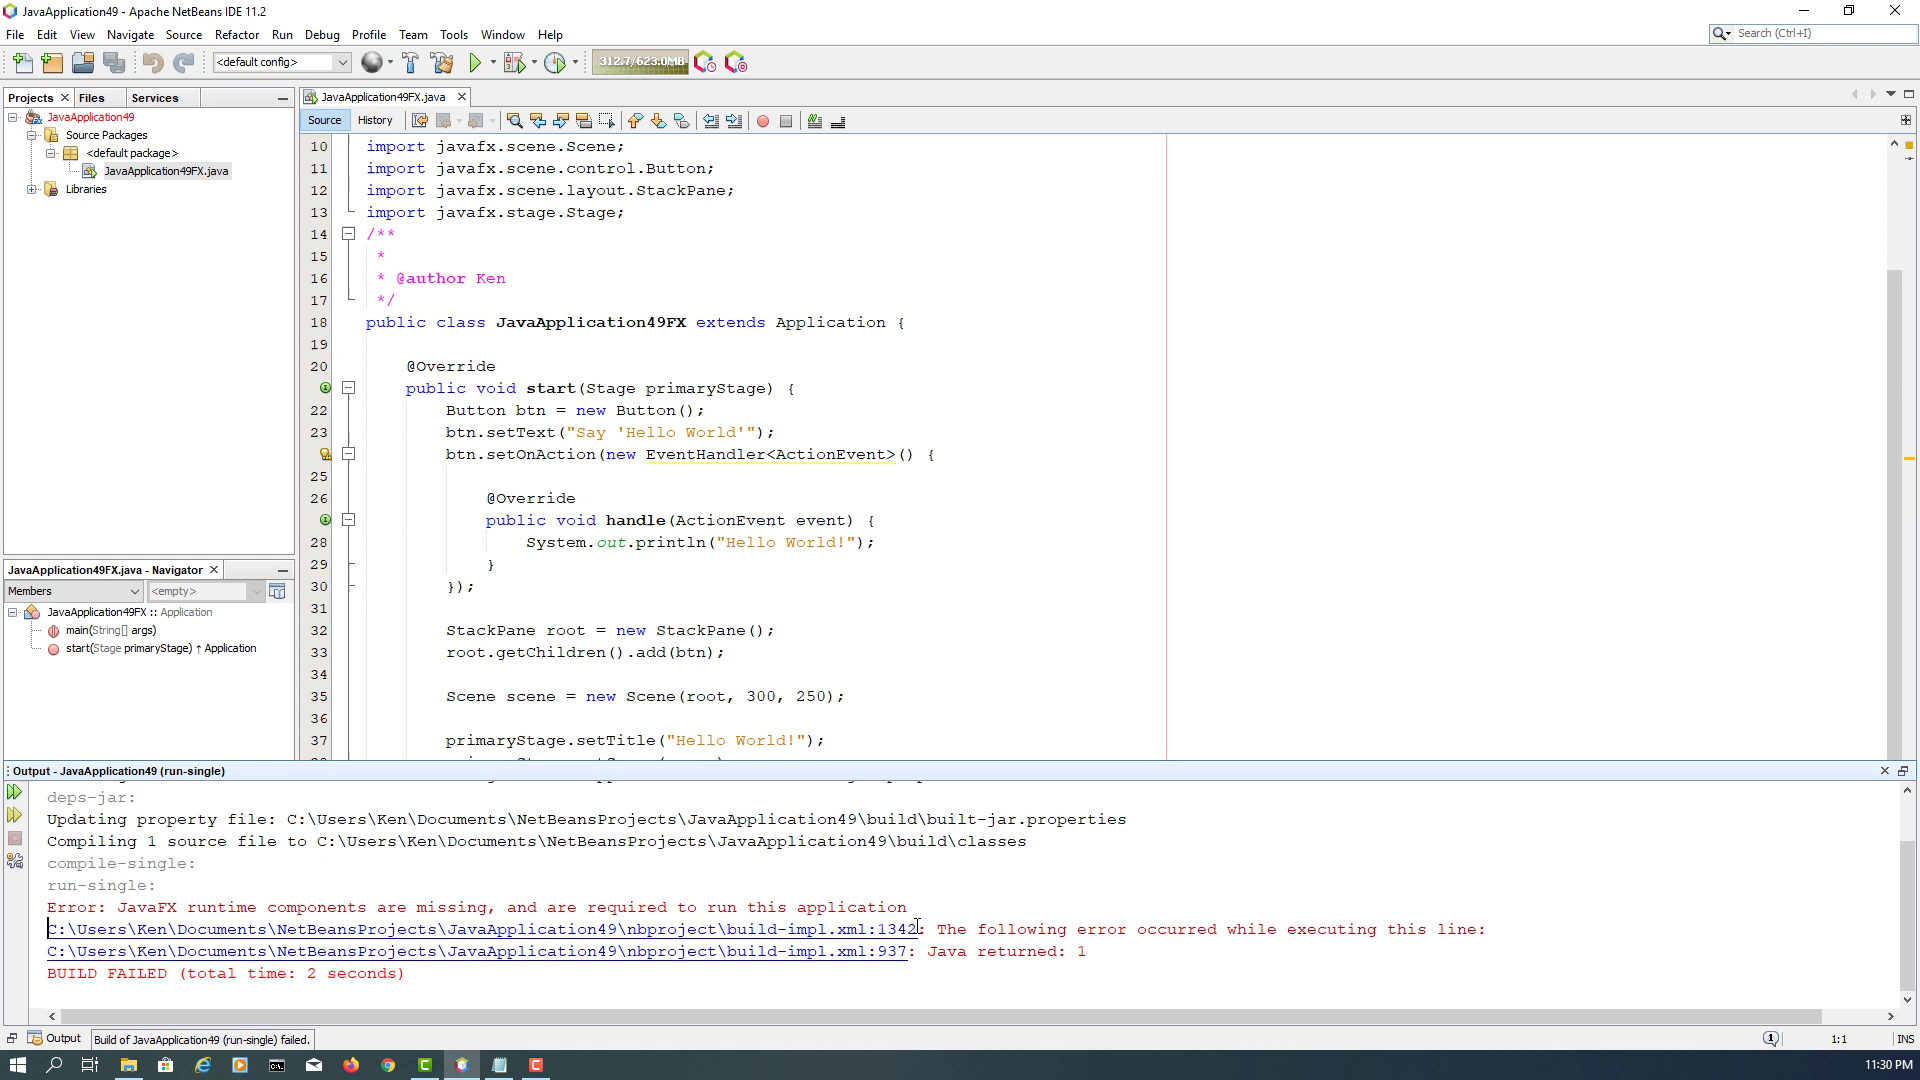 JavaApplication49 - Apache NetBeans IDE 11.2
File Edit View Navigate Source Refactor Run Debug Profile Team Tools Window Help
Search (Ctrl+I)
<default config>
312.7/623.0MB
Projects Files Services
JavaApplication49FX.java
JavaApplication49
Source Packages
<default package>
JavaApplication49FX.java
Libraries
Source History
10 import javafx.scene.Scene;
11 import javafx.scene.control.Button;
12 import javafx.scene.layout.StackPane;
13 import javafx.stage.Stage;
14 /**
15 *
16 * @author Ken
17 */
18 public class JavaApplication49FX extends Application {
19
20 @Override
public void start(Stage primaryStage) {
22 Button btn = new Button();
23 btn.setText("Say 'Hello World'");
btn.setOnAction(new EventHandler<ActionEvent>() {
25
26 @Override
public void handle(ActionEvent event) {
28 System.out.println("Hello World!");
29 }
30 });
31
32 StackPane root = new StackPane();
33 root.getChildren().add(btn);
34
35 Scene scene = new Scene(root, 300, 250);
36
37 primaryStage.setTitle("Hello World!");
JavaApplication49FX.java - Navigator
Members <empty>
JavaApplication49FX :: Application
main(String[] args)
start(Stage primaryStage) ↑ Application
Output - JavaApplication49 (run-single)
deps-jar:
Updating property file: C:\Users\Ken\Documents\NetBeansProjects\JavaApplication49\build\built-jar.properties
Compiling 1 source file to C:\Users\Ken\Documents\NetBeansProjects\JavaApplication49\build\classes
compile-single:
run-single:
Error: JavaFX runtime components are missing, and are required to run this application
C:\Users\Ken\Documents\NetBeansProjects\JavaApplication49\nbproject\build-impl.xml:1342: The following error occurred while executing this line:
C:\Users\Ken\Documents\NetBeansProjects\JavaApplication49\nbproject\build-impl.xml:937: Java returned: 1
BUILD FAILED (total time: 2 seconds)
Output Build of JavaApplication49 (run-single) failed.
1 1:1 INS
11:30 PM